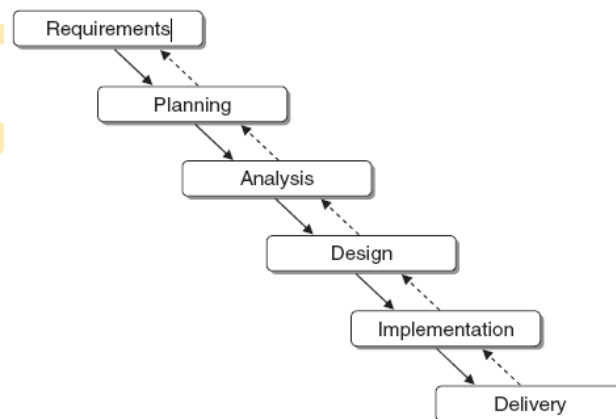 Requirements
Planning
Analysis
Design
Implementation
Delivery